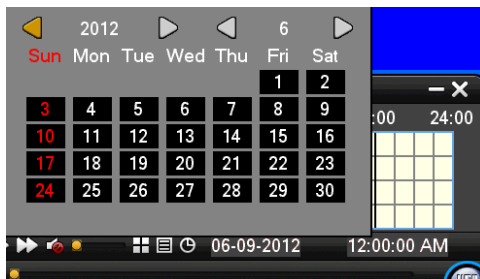 2012 6
Sun Mon Tue Wed Thu Fri Sat
1 2
3 4 5 6 7 8 9
:00 24:00
10 11 12 13 14 15 16
17 18 19 20 21 22 23
24 25 26 27 28 29 30
06-09-2012 12:00:00 AM